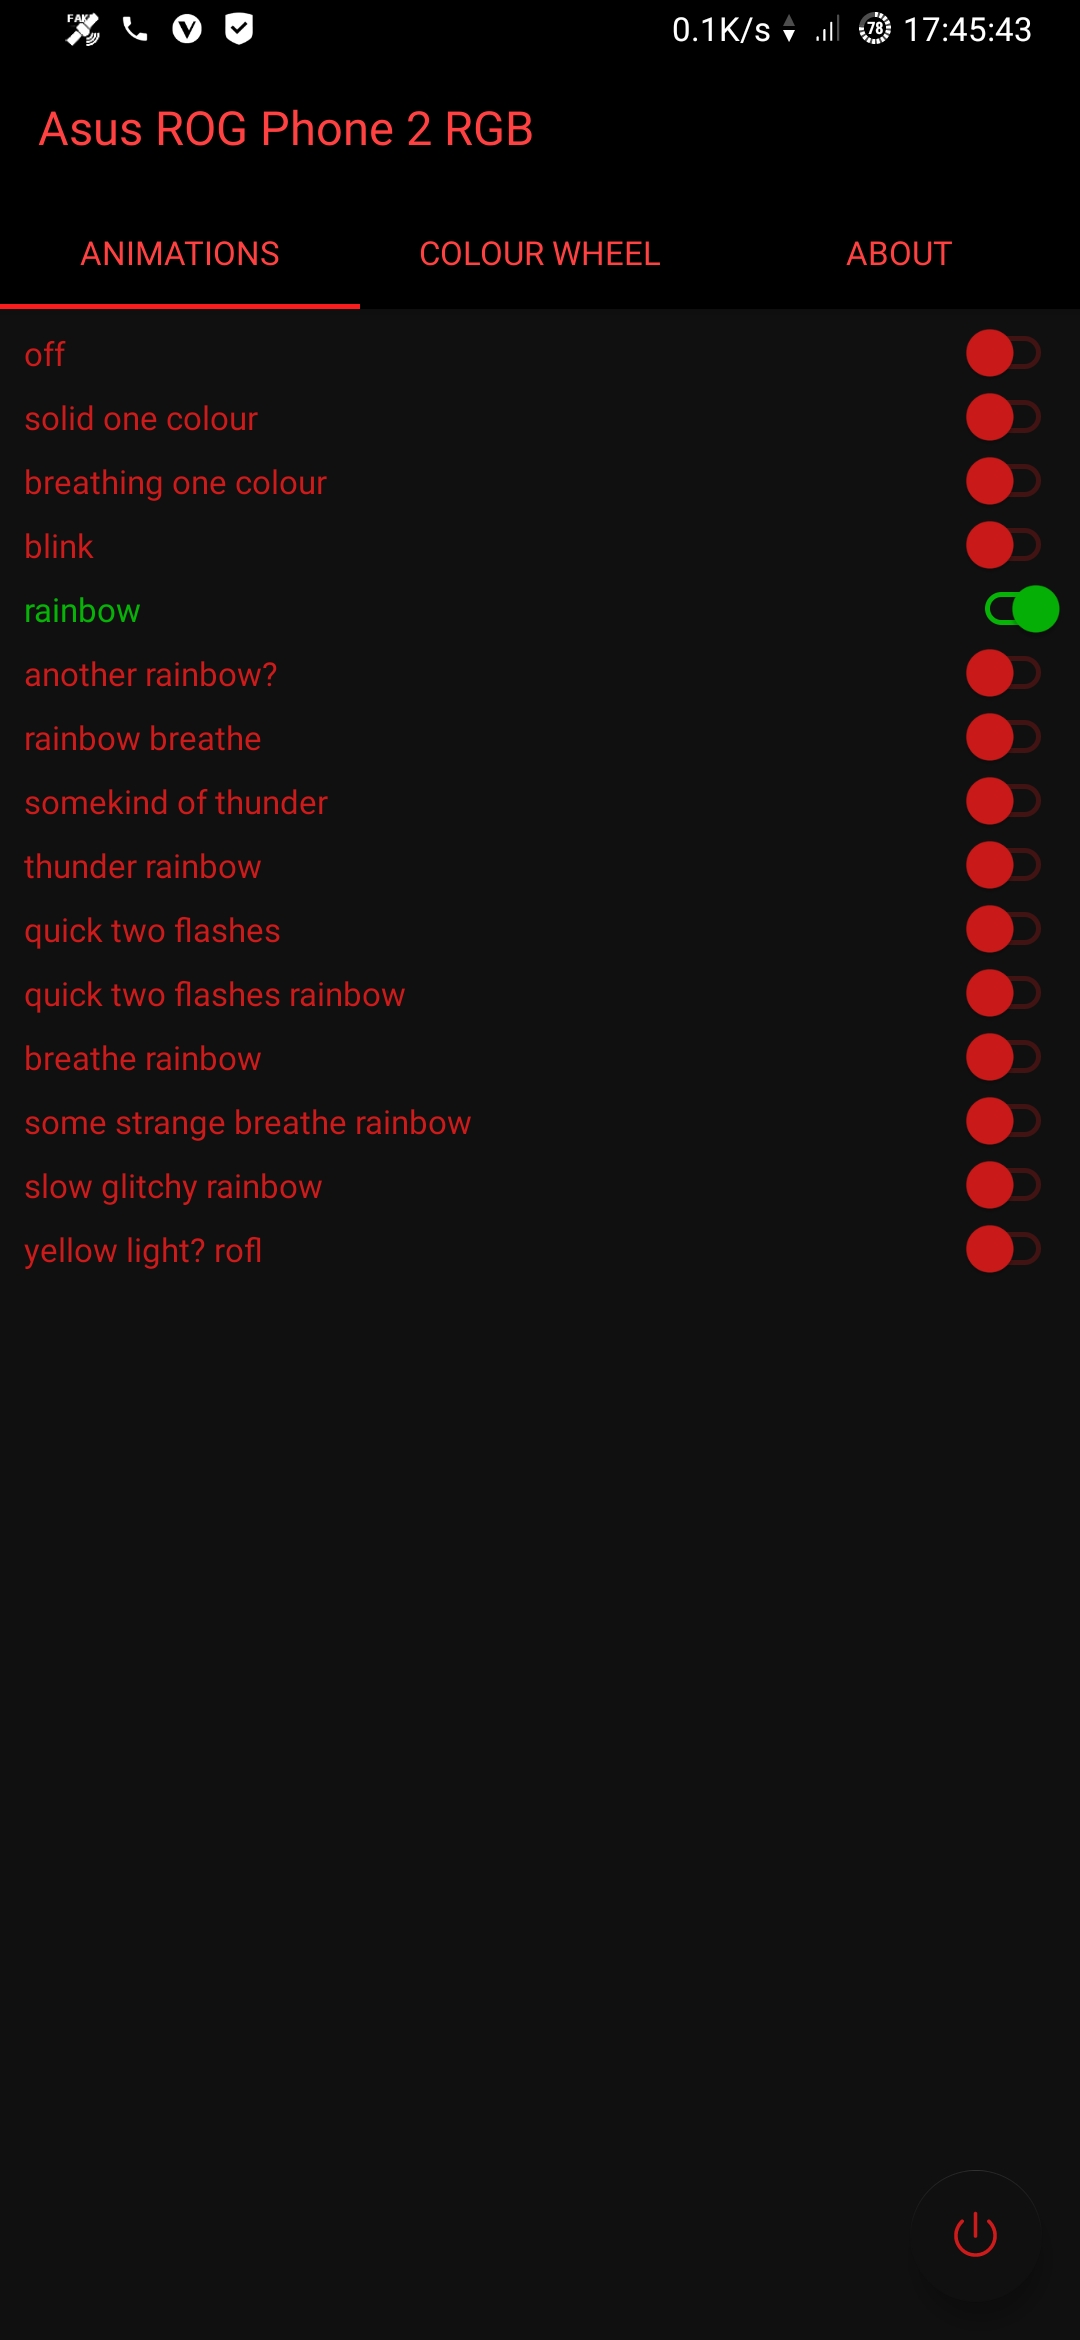 FAKE
0.1K/s 78 17:45:43
Asus ROG Phone 2 RGB
ANIMATIONS COLOUR WHEEL ABOUT
off
solid one colour
breathing one colour
blink
rainbow
another rainbow?
rainbow breathe
somekind of thunder
thunder rainbow
quick two flashes
quick two flashes rainbow
breathe rainbow
some strange breathe rainbow
slow glitchy rainbow
yellow light? rofl